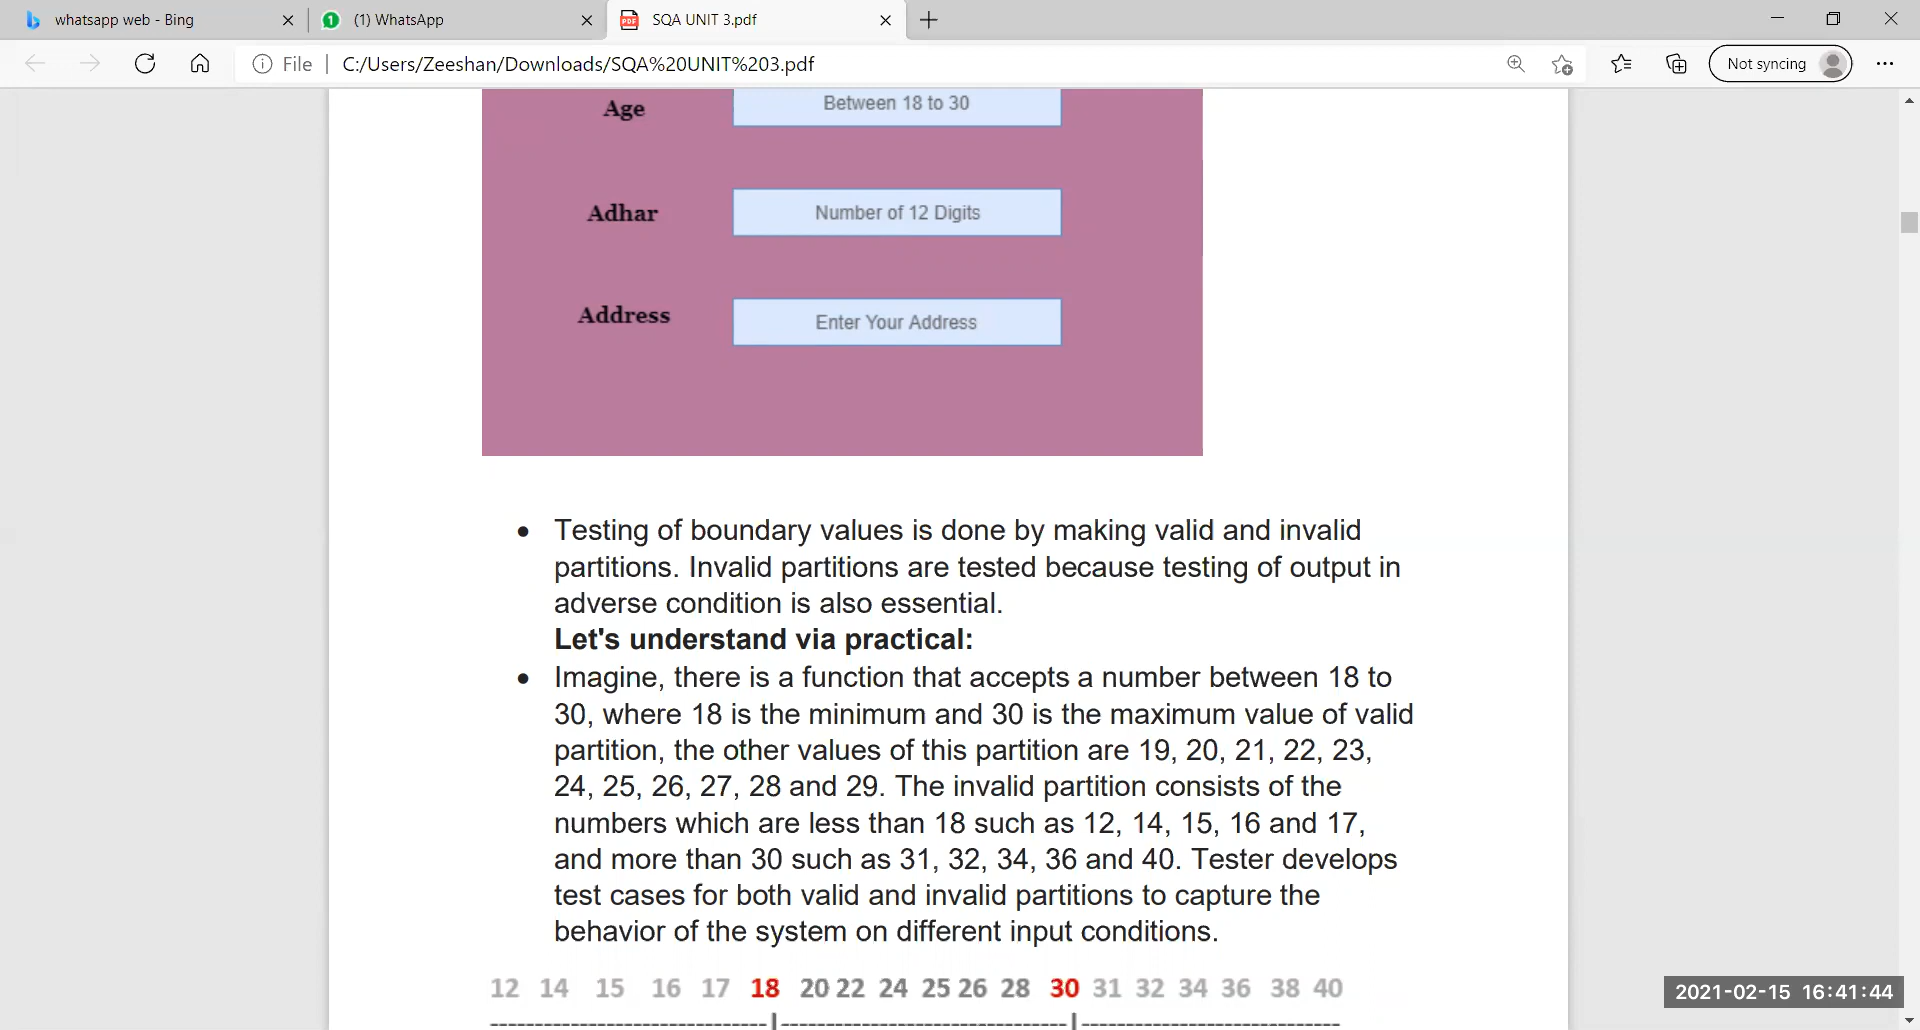 whatsapp web - Bing
1
(1) WhatsApp
PDF
SQA UNIT 3.pdf
File
C:/Users/Zeeshan/Downloads/SQA%20UNIT%203.pdf
Not syncing
Age
Between 18 to 30
Adhar
Number of 12 Digits
Address
Enter Your Address
• Testing of boundary values is done by making valid and invalid
partitions. Invalid partitions are tested because testing of output in
adverse condition is also essential.
Let's understand via practical:
• Imagine, there is a function that accepts a number between 18 to
30, where 18 is the minimum and 30 is the maximum value of valid
partition, the other values of this partition are 19, 20, 21, 22, 23,
24, 25, 26, 27, 28 and 29. The invalid partition consists of the
numbers which are less than 18 such as 12, 14, 15, 16 and 17,
and more than 30 such as 31, 32, 34, 36 and 40. Tester develops
test cases for both valid and invalid partitions to capture the
behavior of the system on different input conditions.
12 14 15 16 17 18 20 22 24 25 26 28 30 31 32 34 36 38 40
2021-02-15 16:41:44